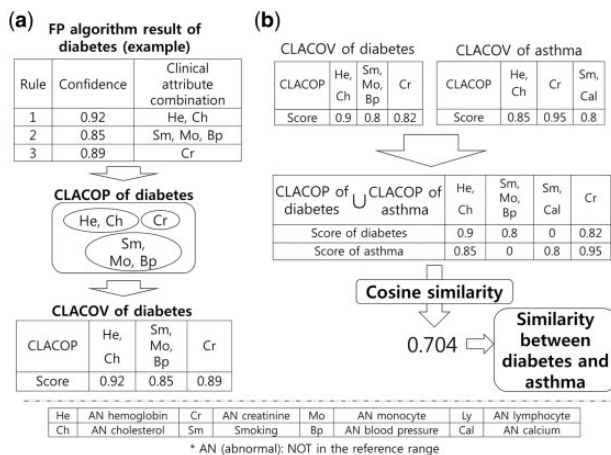 (a)
FP algorithm result of
diabetes (example)
Rule Confidence Clinical attribute combination
1 0.92 He, Ch
2 0.85 Sm, Mo, Bp
3 0.89 Cr
CLACOP of diabetes
He, Ch Cr
Sm,
Mo, Bp
CLACOV of diabetes
CLACOP He, Ch Sm, Mo, Bp Cr
Score 0.92 0.85 0.89
(b)
CLACOV of diabetes
CLACOP He, Ch Sm, Mo, Bp Cr
Score 0.9 0.8 0.82
CLACOV of asthma
CLACOP He, Ch Cr Sm, Cal
Score 0.85 0.95 0.8
CLACOP of diabetes ∪ CLACOP of asthma He, Ch Sm, Mo, Bp Sm, Cal Cr
Score of diabetes 0.9 0.8 0 0.82
Score of asthma 0.85 0 0.8 0.95
Cosine similarity
0.704
Similarity
between
diabetes and
asthma
He AN hemoglobin Cr AN creatinine Mo AN monocyte Ly AN lymphocyte
Ch AN cholesterol Sm Smoking Bp AN blood pressure Cal AN calcium
* AN (abnormal): NOT in the reference range